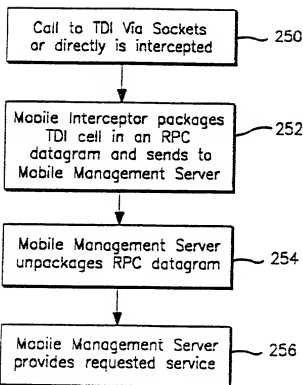 Call to TDI Via Sockets
or directly is intercepted
250
Mobile Interceptor packages
TDI cell in an RPC
datagram and sends to
Mobile Management Server
252
Mobile Management Server
unpackages RPC datagram
254
Mobile Management Server
provides requested service
256